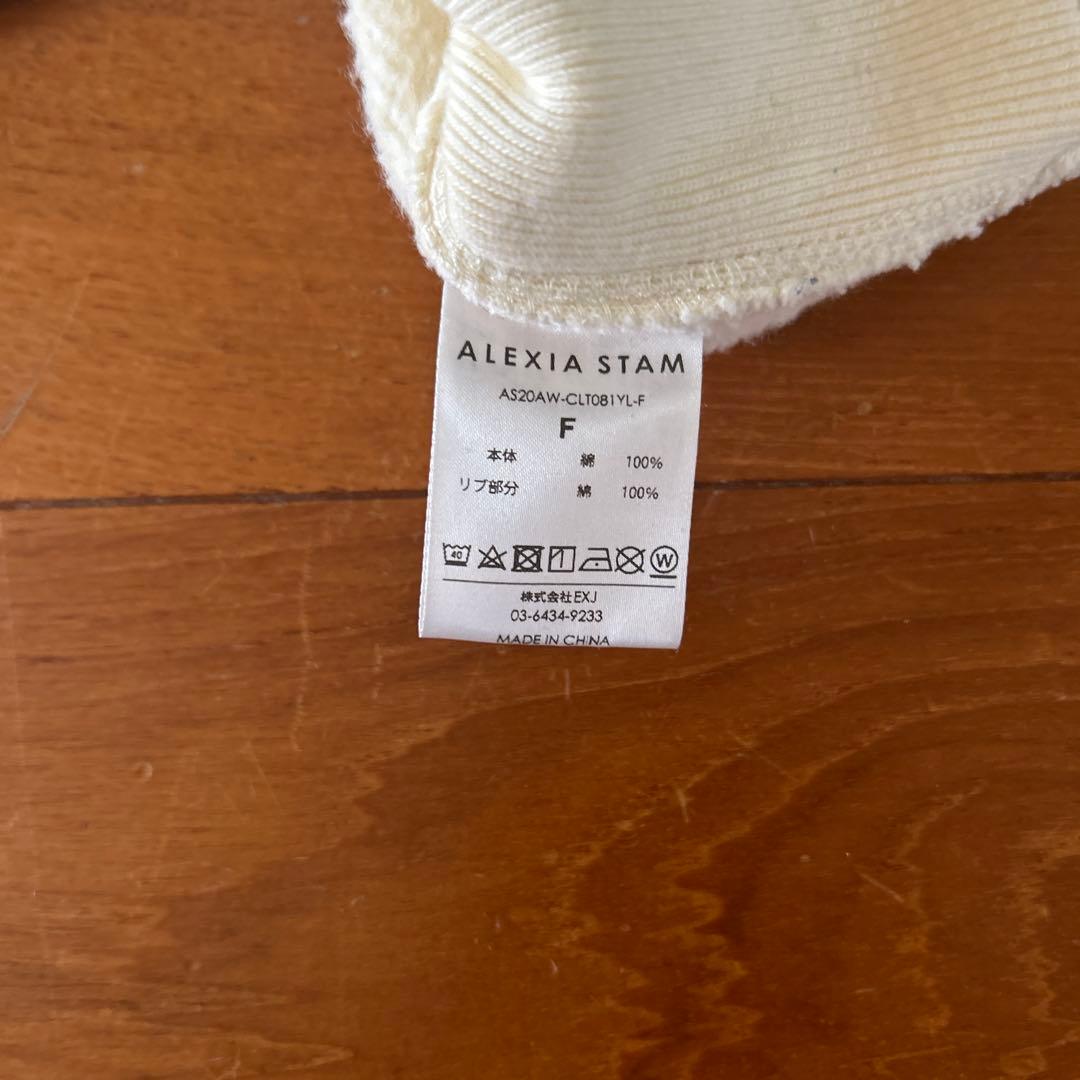 ALEXIA STAM
AS20AW-CLT081YL-F
F
本体 綿 100%
リブ部分 綿 100%
40 W
株式会社EXJ
03-6434-9233
MADE IN CHINA